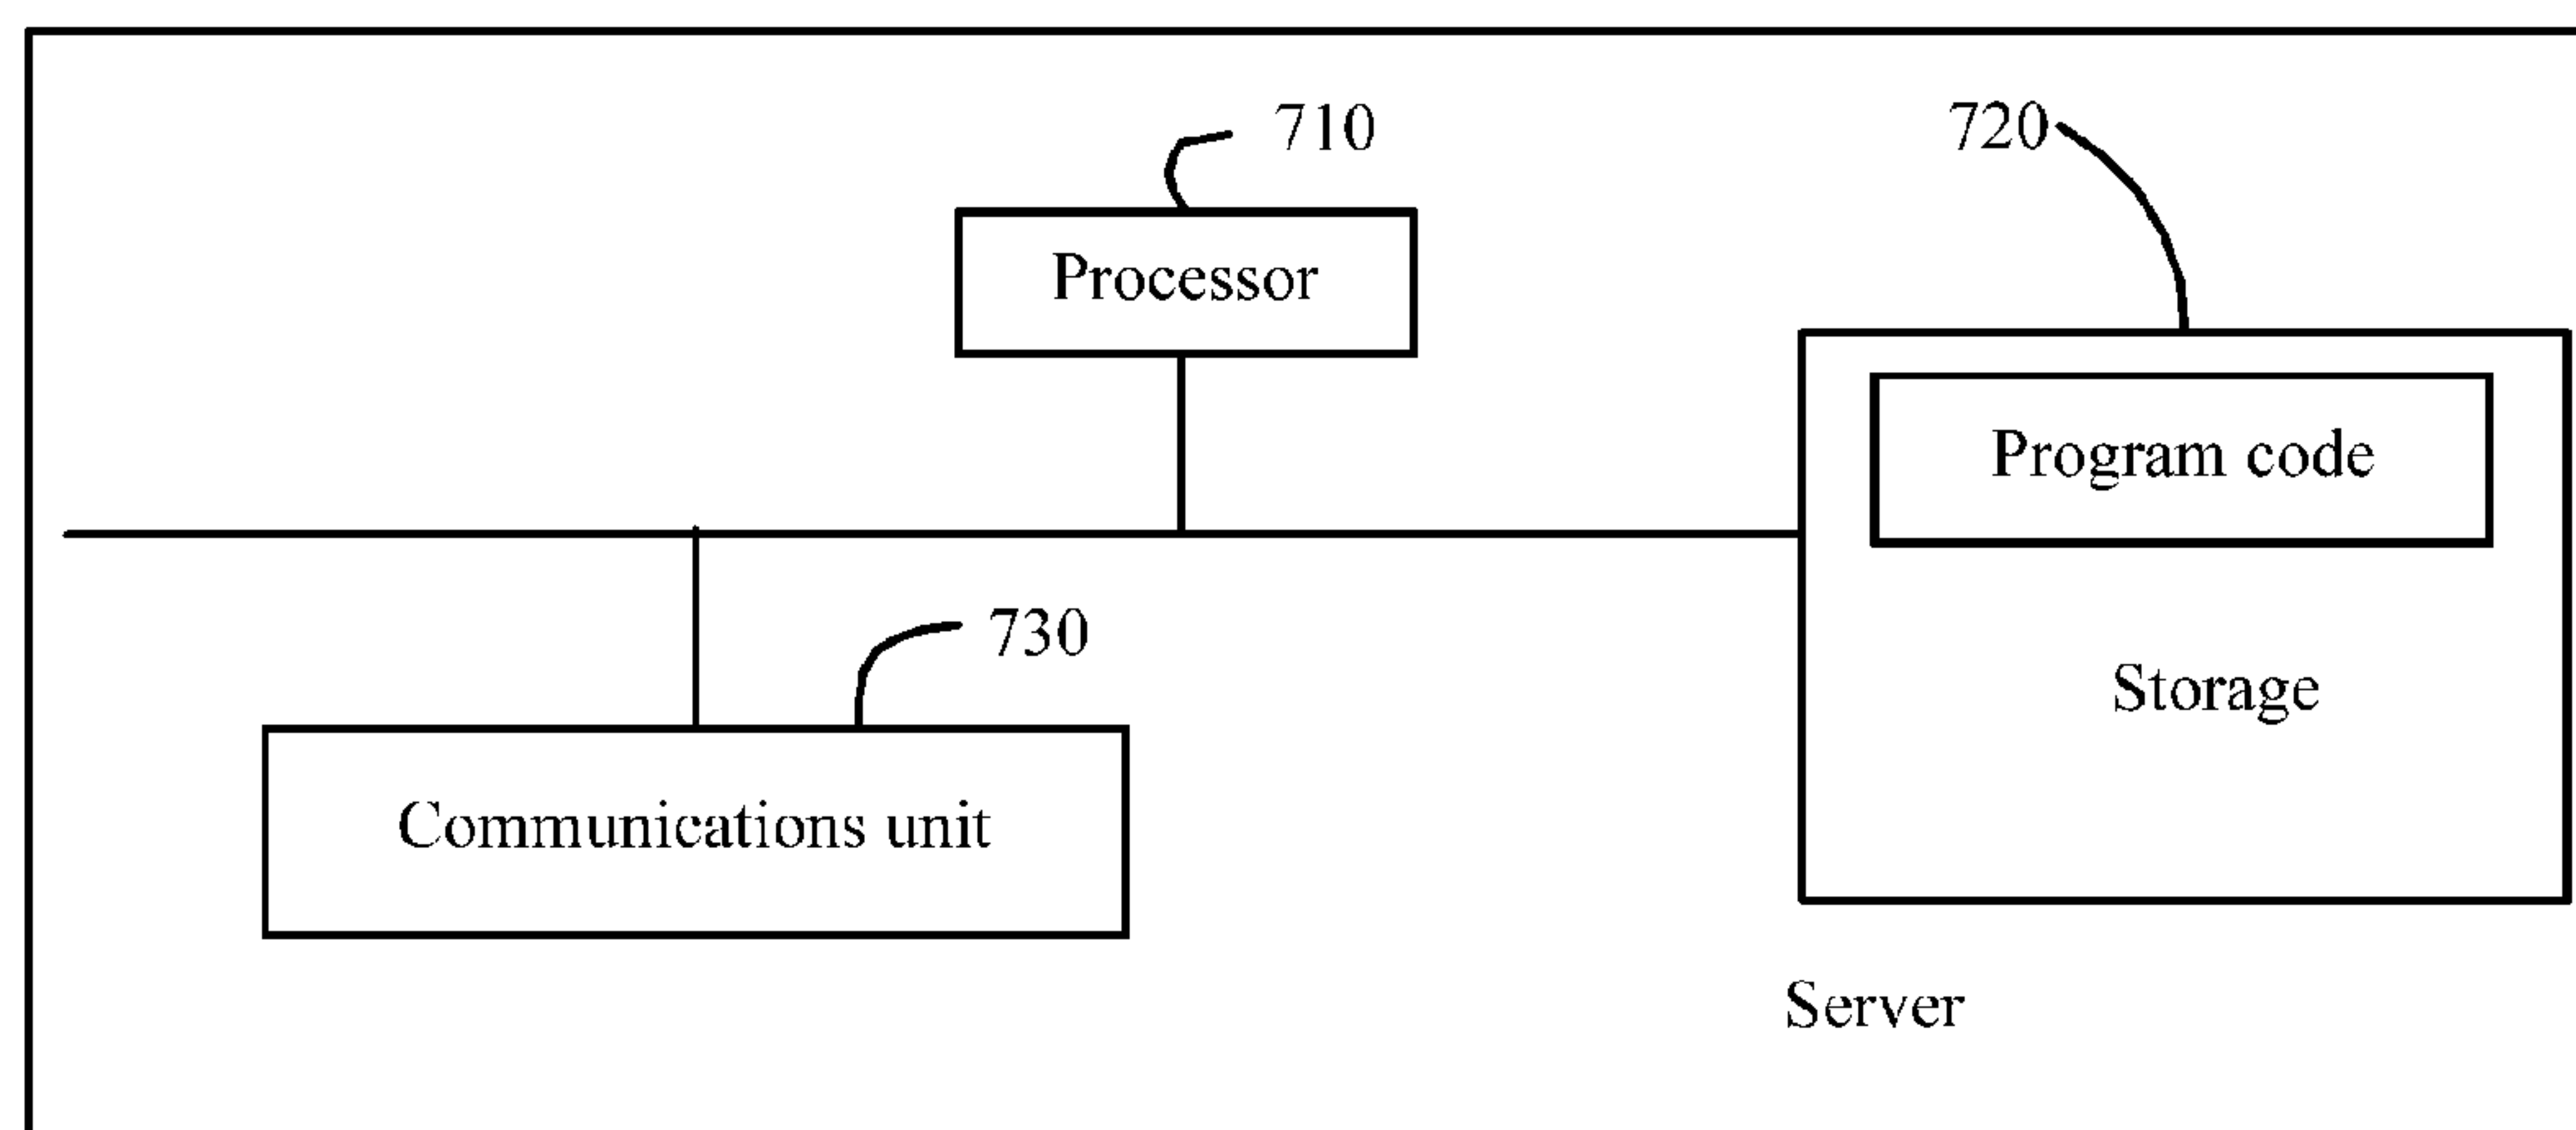 710
720
Processor
Program code
730
Storage
Communications unit
Server